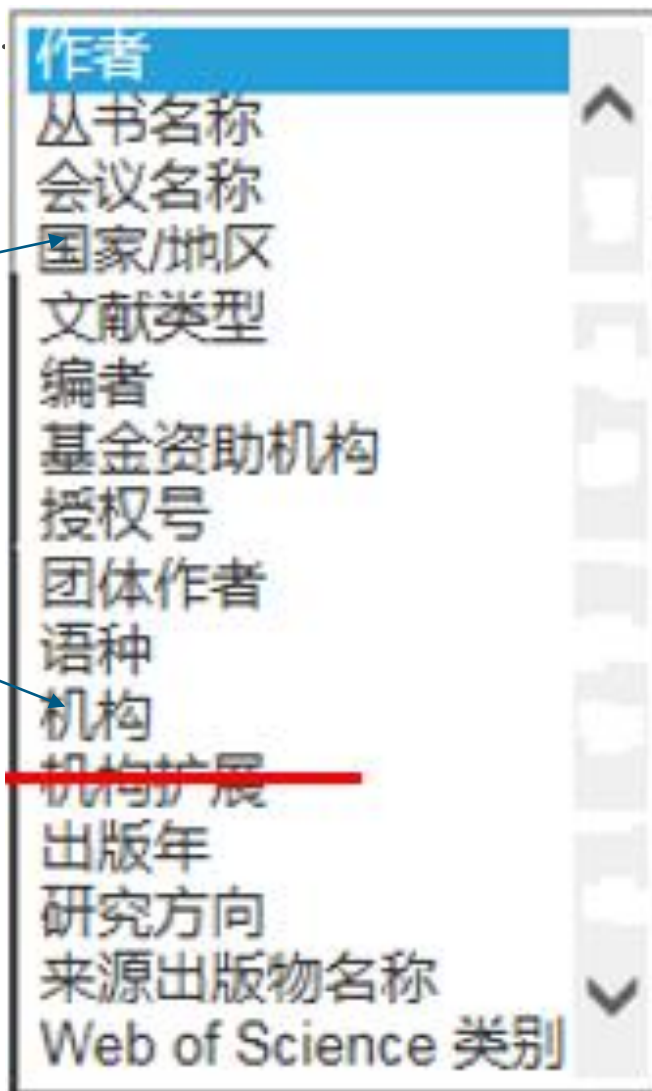 作者
丛书名称
会议名称
国家/地区
文献类型
编者
基金资助机构
授权号
团体作者
语种
机构
机构扩展
出版年
研究方向
来源出版物名称
Web of Science 类别